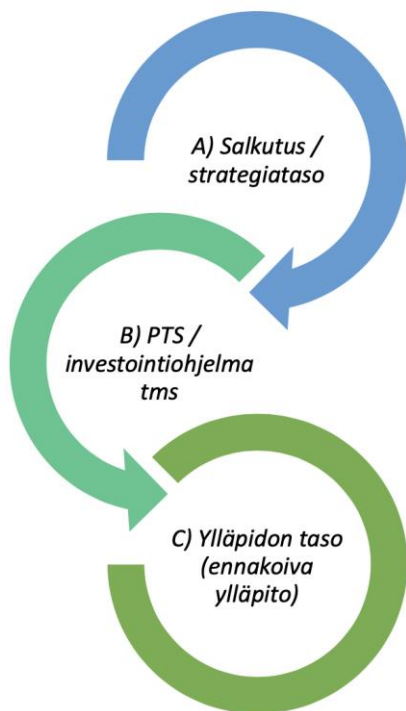 A) Salkutus /
strategiataso
B) PTS /
investointiohjelma
tms
C) Ylläpidon taso
(ennakoiva
ylläpito)